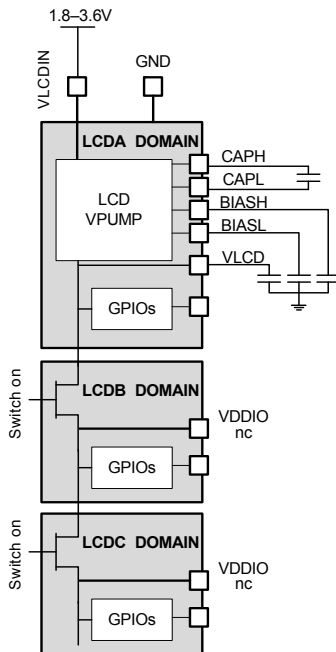 1.8–3.6V
VLCDIN
GND
LCDA DOMAIN
LCD
VPUMP
CAPH
CAPL
BIASH
BIASL
VLCD
GPIOs
Switch on
LCDB DOMAIN
VDDIO
nc
GPIOs
Switch on
LCDC DOMAIN
VDDIO
nc
GPIOs